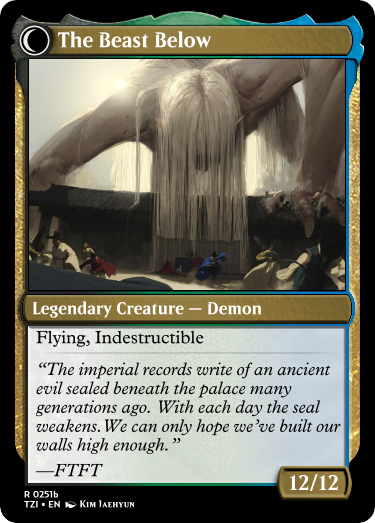 The Beast Below
Legendary Creature — Demon
Flying, Indestructible
“The imperial records write of an ancient
evil sealed beneath the palace many
generations ago. With each day the seal
weakens. We can only hope we’ve built our
walls high enough.”
—FTFT
12/12
R 0251b
TZI • EN Kim Jaehyun